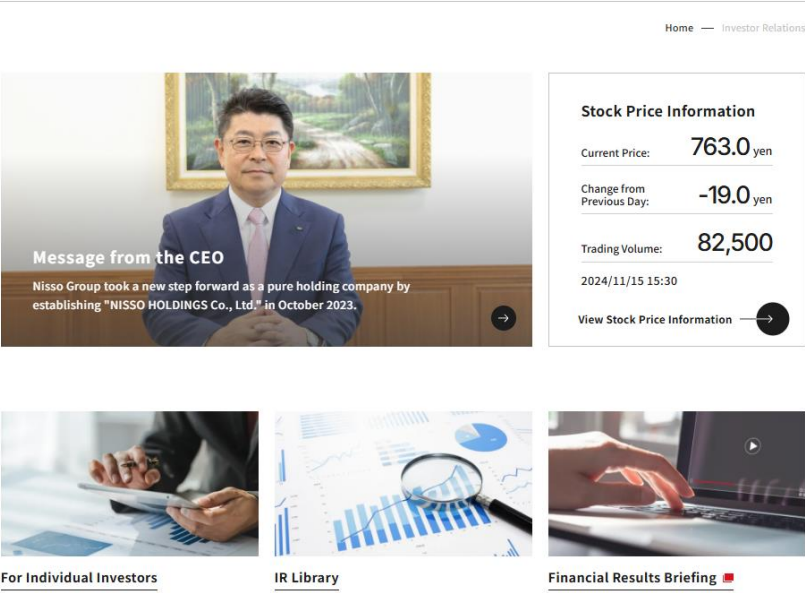 Home — Investor Relations
Stock Price Information
Current Price: 763.0 yen
Change from
Previous Day: -19.0 yen
Trading Volume: 82,500
2024/11/15 15:30
View Stock Price Information
Message from the CEO
Nisso Group took a new step forward as a pure holding company by
establishing "NISSO HOLDINGS Co., Ltd." in October 2023.
For Individual Investors
IR Library
Financial Results Briefing